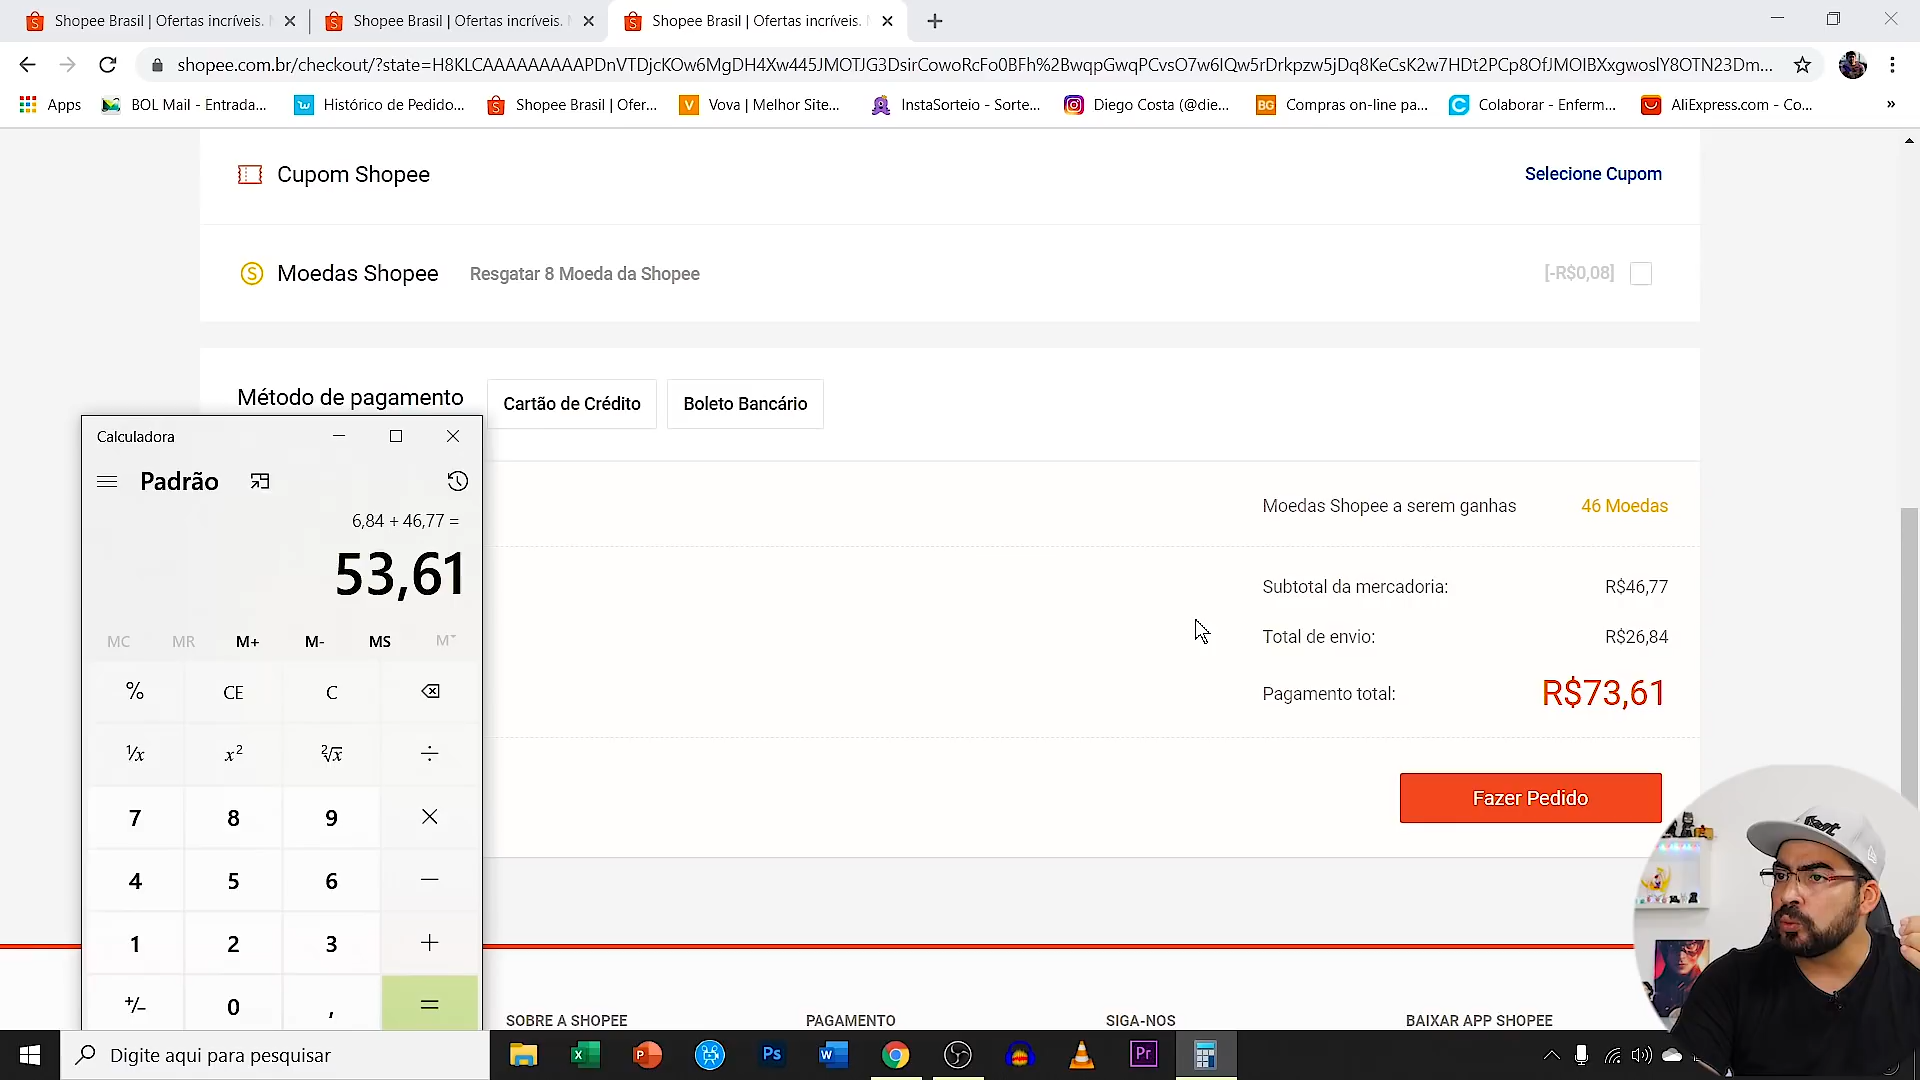 Shopee Brasil | Ofertas incríveis.
Shopee Brasil | Ofertas incríveis.
Shopee Brasil | Ofertas incríveis.
shopee.com.br/checkout/?state=H8KLCAAAAAAAAAPDnVTDjcKOw6MgDH4Xw445JMOTJG3DsirCowoRcFo0BFh%2BwqpGwqPCvsO7w6IQw5rDrkpzw5jDq8KeCsK2w7HDt2PCp8OfJMOIBXxgwoslY8OTN23Dm...
Apps
BOL Mail - Entrada...
Histórico de Pedido...
Shopee Brasil | Ofer...
Vova | Melhor Site...
InstaSorteio - Sorte...
Diego Costa (@die...
Compras on-line pa...
Colaborar - Enferm...
AliExpress.com - Co...
»
Cupom Shopee
Selecione Cupom
Moedas Shopee
Resgatar 8 Moeda da Shopee
[-R$0,08]
Método de pagamento
Cartão de Crédito
Boleto Bancário
Calculadora
Padrão
6,84 + 46,77 =
53,61
MC MR M+ M- MS M˅
% CE C
⅟x x² ²√x ÷
7 8 9 ×
4 5 6 −
1 2 3 +
+/− 0 , =
Moedas Shopee a serem ganhas
46 Moedas
Subtotal da mercadoria:
R$46,77
Total de envio:
R$26,84
Pagamento total:
R$73,61
Fazer Pedido
SOBRE A SHOPEE
PAGAMENTO
SIGA-NOS
BAIXAR APP SHOPEE
Digite aqui para pesquisar